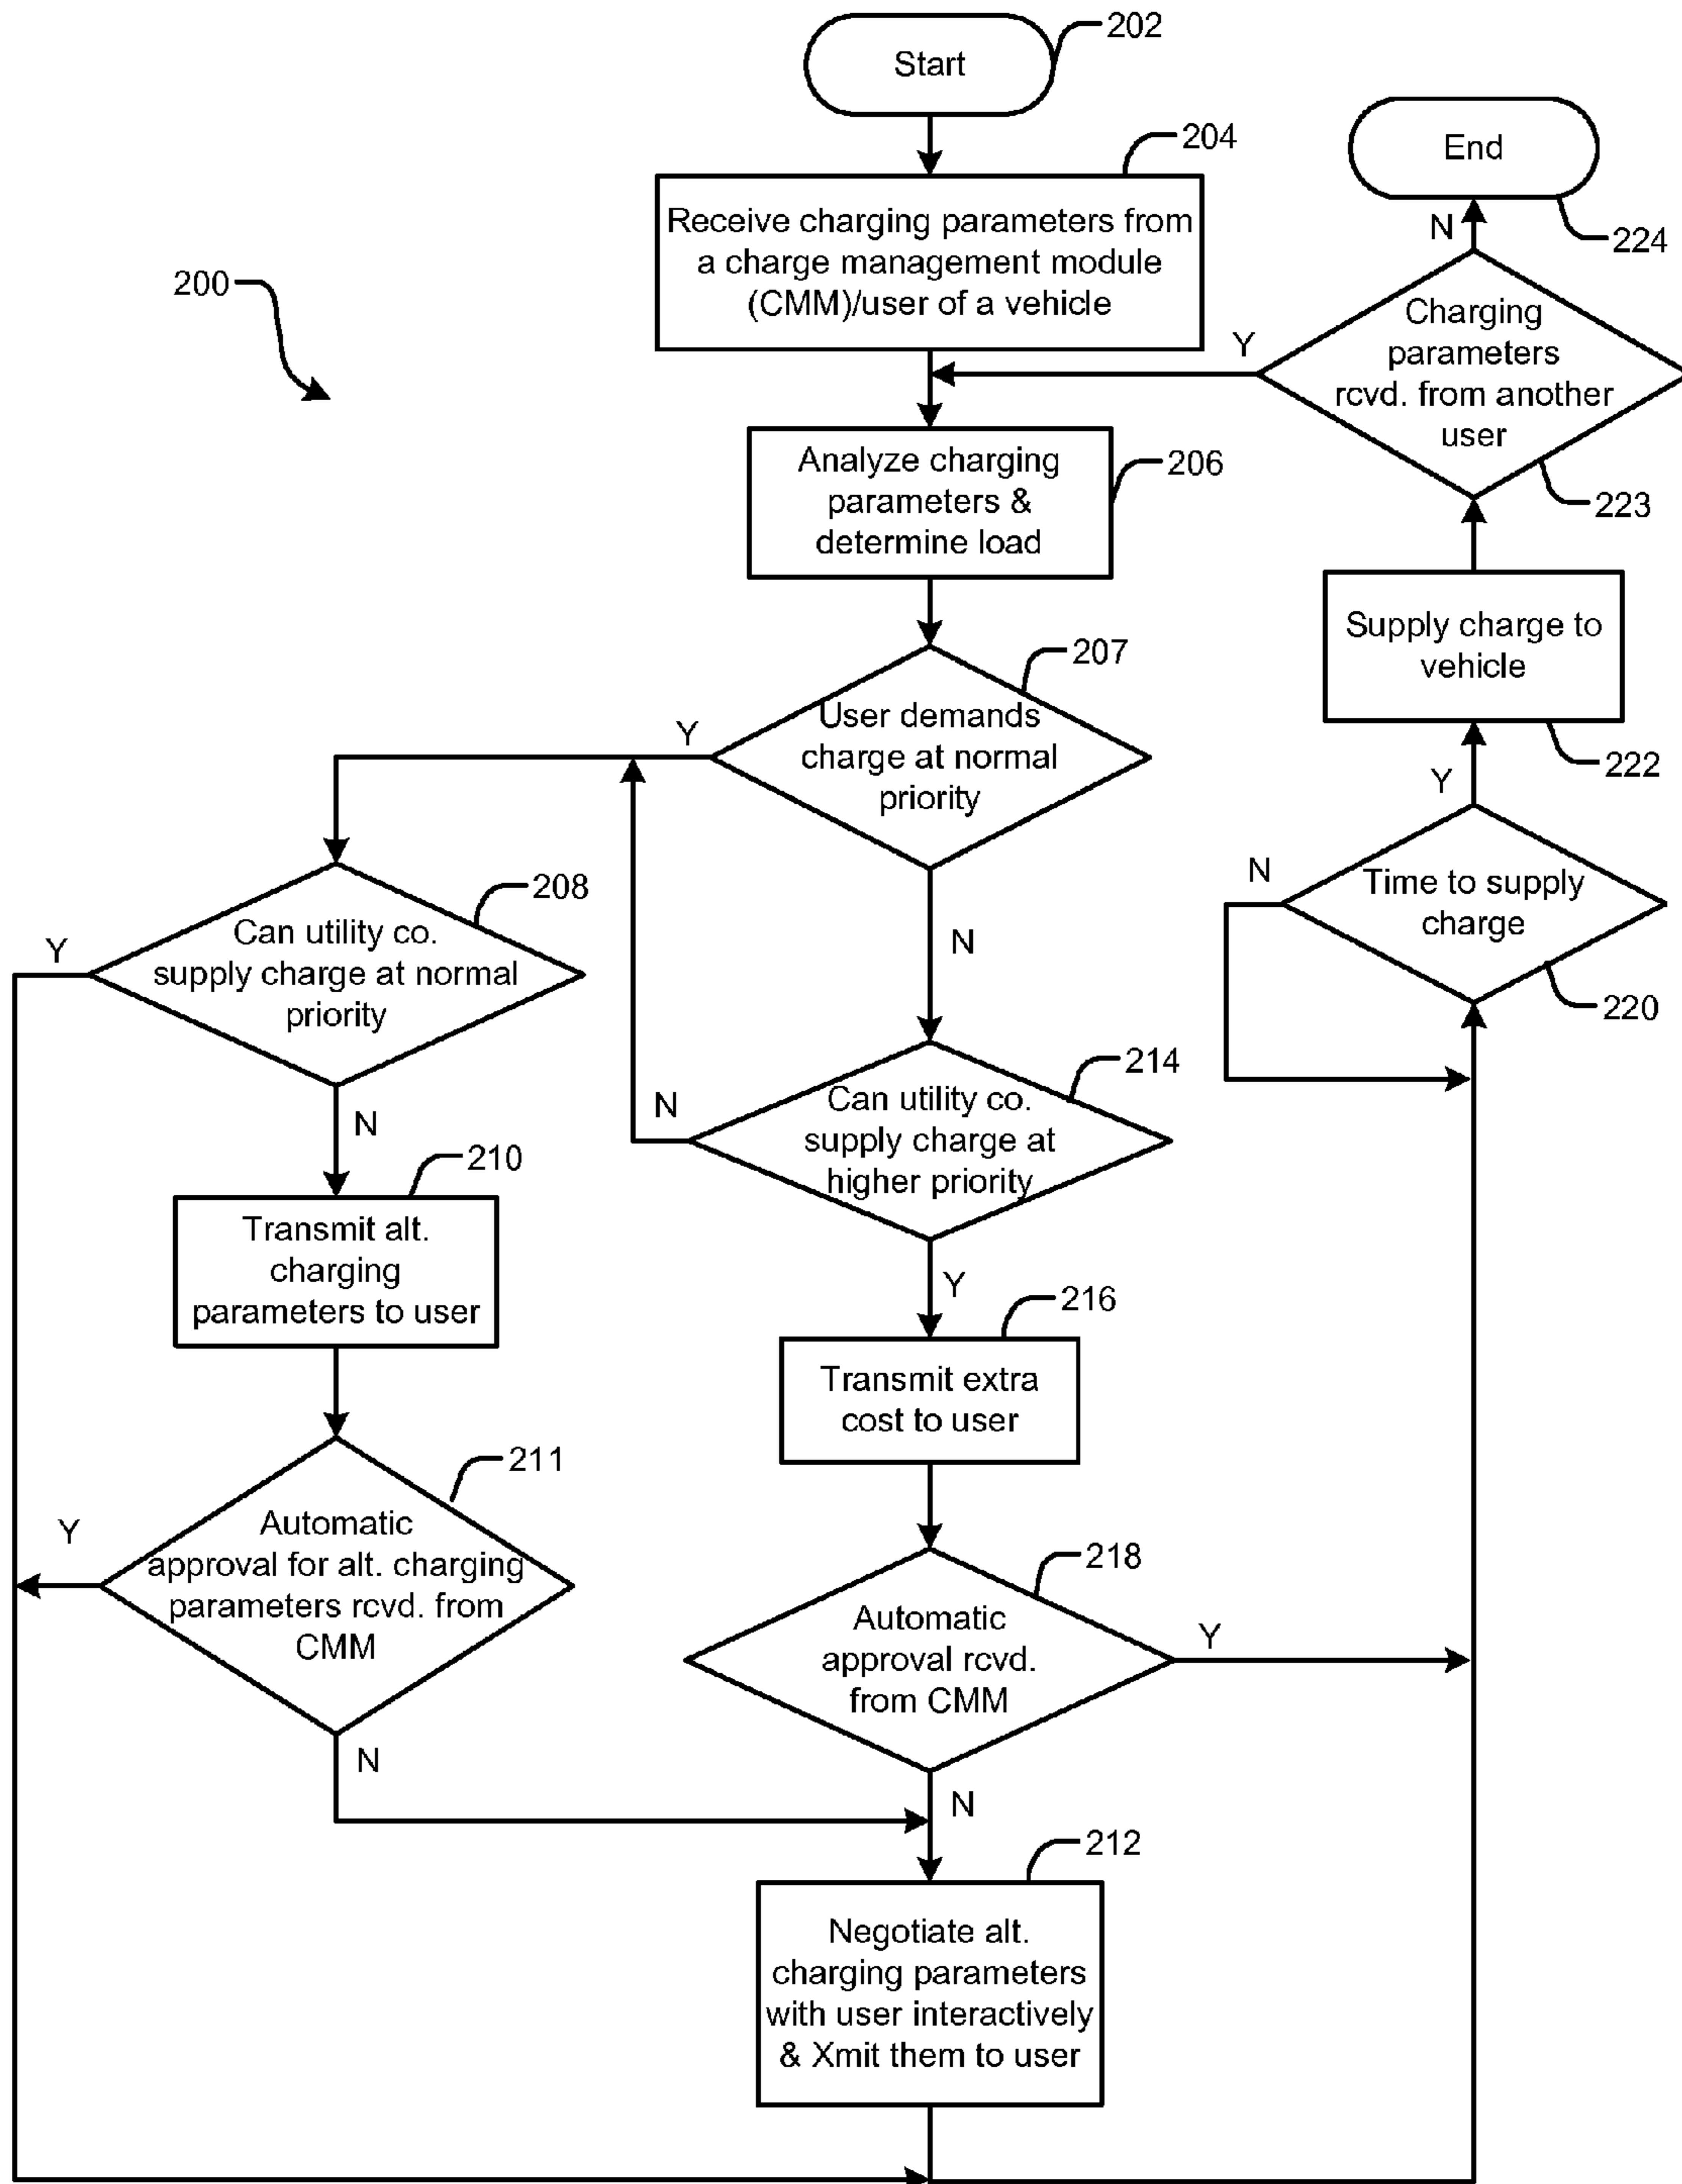 Start
202
204
Receive charging parameters from
a charge management module
(CMM)/user of a vehicle
200
End
224
N
Charging
parameters
rcvd. from another
user
Y
223
Analyze charging
parameters &
determine load
206
Supply charge to
vehicle
222
207
User demands
charge at normal
priority
Y
N
Y
Time to supply
charge
N
220
208
Can utility co.
supply charge at normal
priority
Y
N
214
Can utility co.
supply charge at
higher priority
N
Y
210
Transmit alt.
charging
parameters to user
216
Transmit extra
cost to user
211
Automatic
approval for alt. charging
parameters rcvd. from
CMM
Y
N
218
Automatic
approval rcvd.
from CMM
Y
N
212
Negotiate alt.
charging parameters
with user interactively
& Xmit them to user